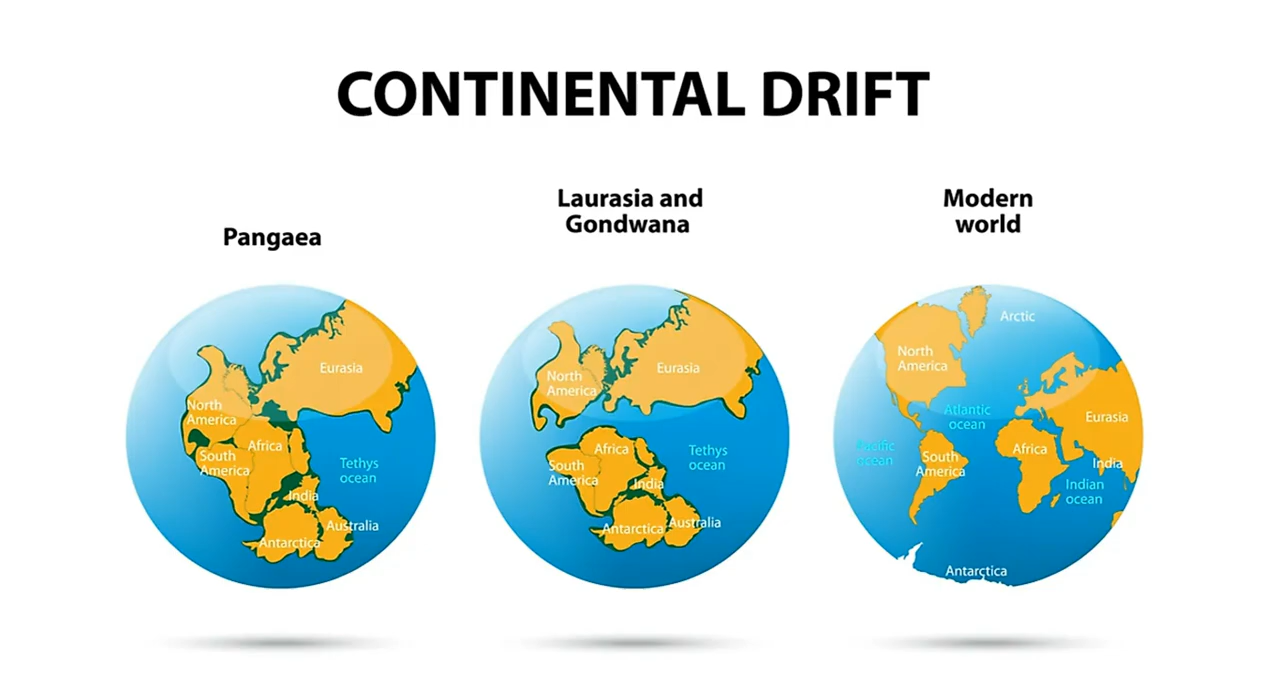 CONTINENTAL DRIFT
Pangaea
Laurasia and
Gondwana
Modern
world
Eurasia
North
America
Africa
South
America
Tethys
ocean
India
Australia
Antarctica
North
America
Eurasia
Africa
South
America
Tethys
ocean
India
Australia
Antarctica
Arctic
North
America
Atlantic
ocean
Eurasia
Pacific
ocean
South
America
Africa
India
Indian
ocean
Antarctica